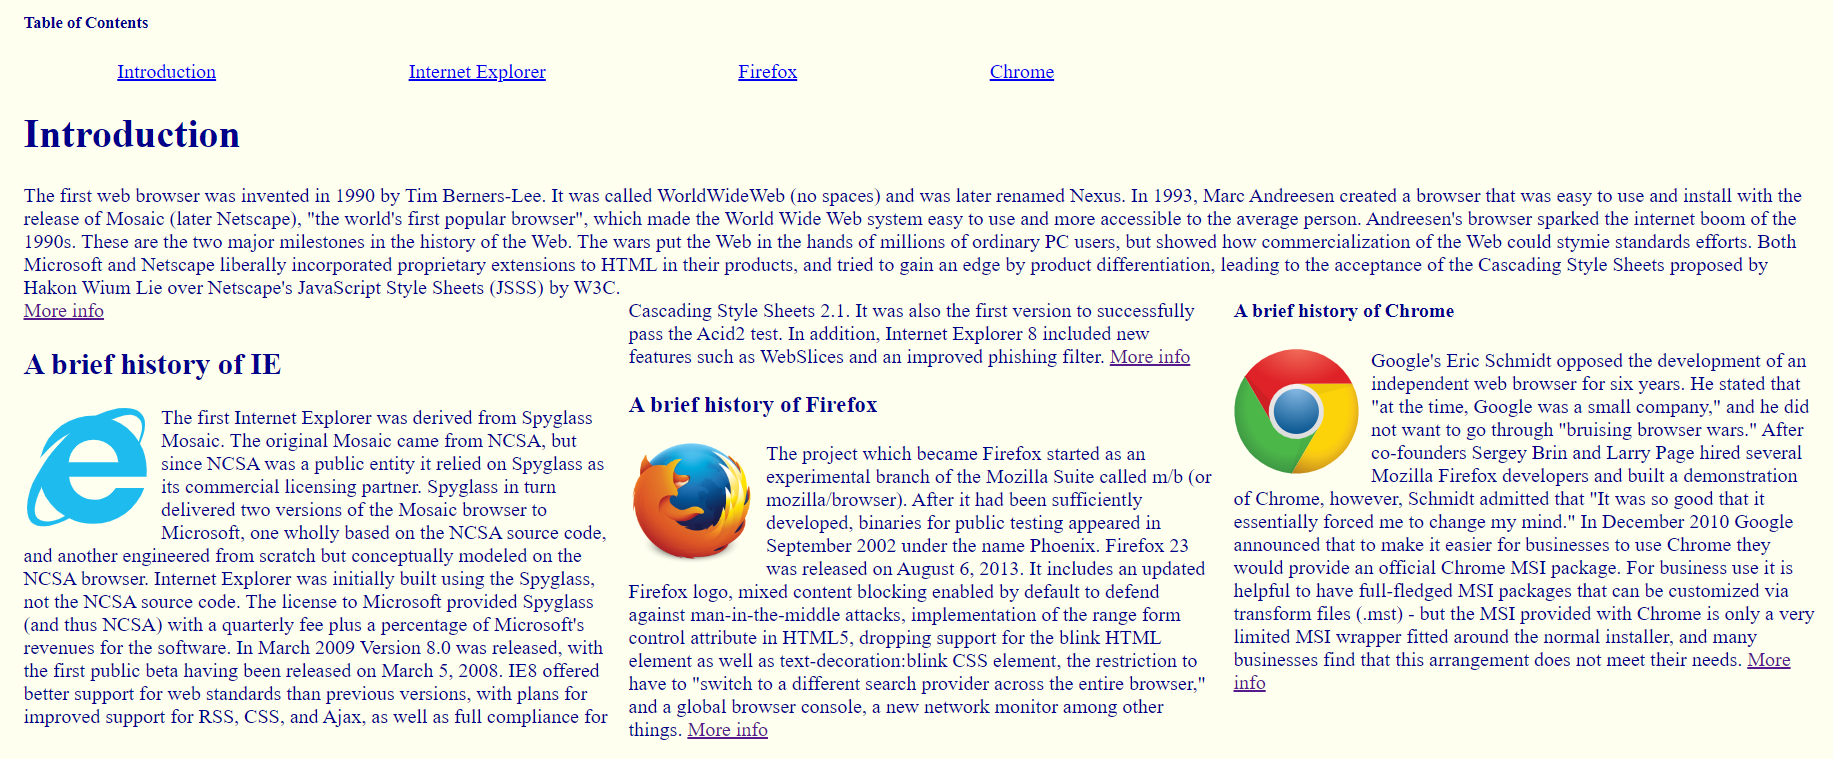 Table of Contents
Introduction Internet Explorer Firefox Chrome
Introduction
The first web browser was invented in 1990 by Tim Berners-Lee. It was called WorldWideWeb (no spaces) and was later renamed Nexus. In 1993, Marc Andreesen created a browser that was easy to use and install with the
release of Mosaic (later Netscape), "the world's first popular browser", which made the World Wide Web system easy to use and more accessible to the average person. Andreesen's browser sparked the internet boom of the
1990s. These are the two major milestones in the history of the Web. The wars put the Web in the hands of millions of ordinary PC users, but showed how commercialization of the Web could stymie standards efforts. Both
Microsoft and Netscape liberally incorporated proprietary extensions to HTML in their products, and tried to gain an edge by product differentiation, leading to the acceptance of the Cascading Style Sheets proposed by
Hakon Wium Lie over Netscape's JavaScript Style Sheets (JSSS) by W3C.
More info
A brief history of IE
The first Internet Explorer was derived from Spyglass
Mosaic. The original Mosaic came from NCSA, but
since NCSA was a public entity it relied on Spyglass as
its commercial licensing partner. Spyglass in turn
delivered two versions of the Mosaic browser to
Microsoft, one wholly based on the NCSA source code,
and another engineered from scratch but conceptually modeled on the
NCSA browser. Internet Explorer was initially built using the Spyglass,
not the NCSA source code. The license to Microsoft provided Spyglass
(and thus NCSA) with a quarterly fee plus a percentage of Microsoft's
revenues for the software. In March 2009 Version 8.0 was released, with
the first public beta having been released on March 5, 2008. IE8 offered
better support for web standards than previous versions, with plans for
improved support for RSS, CSS, and Ajax, as well as full compliance for
Cascading Style Sheets 2.1. It was also the first version to successfully
pass the Acid2 test. In addition, Internet Explorer 8 included new
features such as WebSlices and an improved phishing filter. More info
A brief history of Firefox
The project which became Firefox started as an
experimental branch of the Mozilla Suite called m/b (or
mozilla/browser). After it had been sufficiently
developed, binaries for public testing appeared in
September 2002 under the name Phoenix. Firefox 23
was released on August 6, 2013. It includes an updated
Firefox logo, mixed content blocking enabled by default to defend
against man-in-the-middle attacks, implementation of the range form
control attribute in HTML5, dropping support for the blink HTML
element as well as text-decoration:blink CSS element, the restriction to
have to "switch to a different search provider across the entire browser,"
and a global browser console, a new network monitor among other
things. More info
A brief history of Chrome
Google's Eric Schmidt opposed the development of an
independent web browser for six years. He stated that
"at the time, Google was a small company," and he did
not want to go through "bruising browser wars." After
co-founders Sergey Brin and Larry Page hired several
Mozilla Firefox developers and built a demonstration
of Chrome, however, Schmidt admitted that "It was so good that it
essentially forced me to change my mind." In December 2010 Google
announced that to make it easier for businesses to use Chrome they
would provide an official Chrome MSI package. For business use it is
helpful to have full-fledged MSI packages that can be customized via
transform files (.mst) - but the MSI provided with Chrome is only a very
limited MSI wrapper fitted around the normal installer, and many
businesses find that this arrangement does not meet their needs. More
info